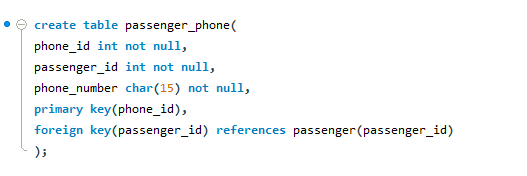 create table passenger_phone(
phone_id int not null,
passenger_id int not null,
phone_number char(15) not null,
primary key(phone_id),
foreign key(passenger_id) references passenger(passenger_id)
);